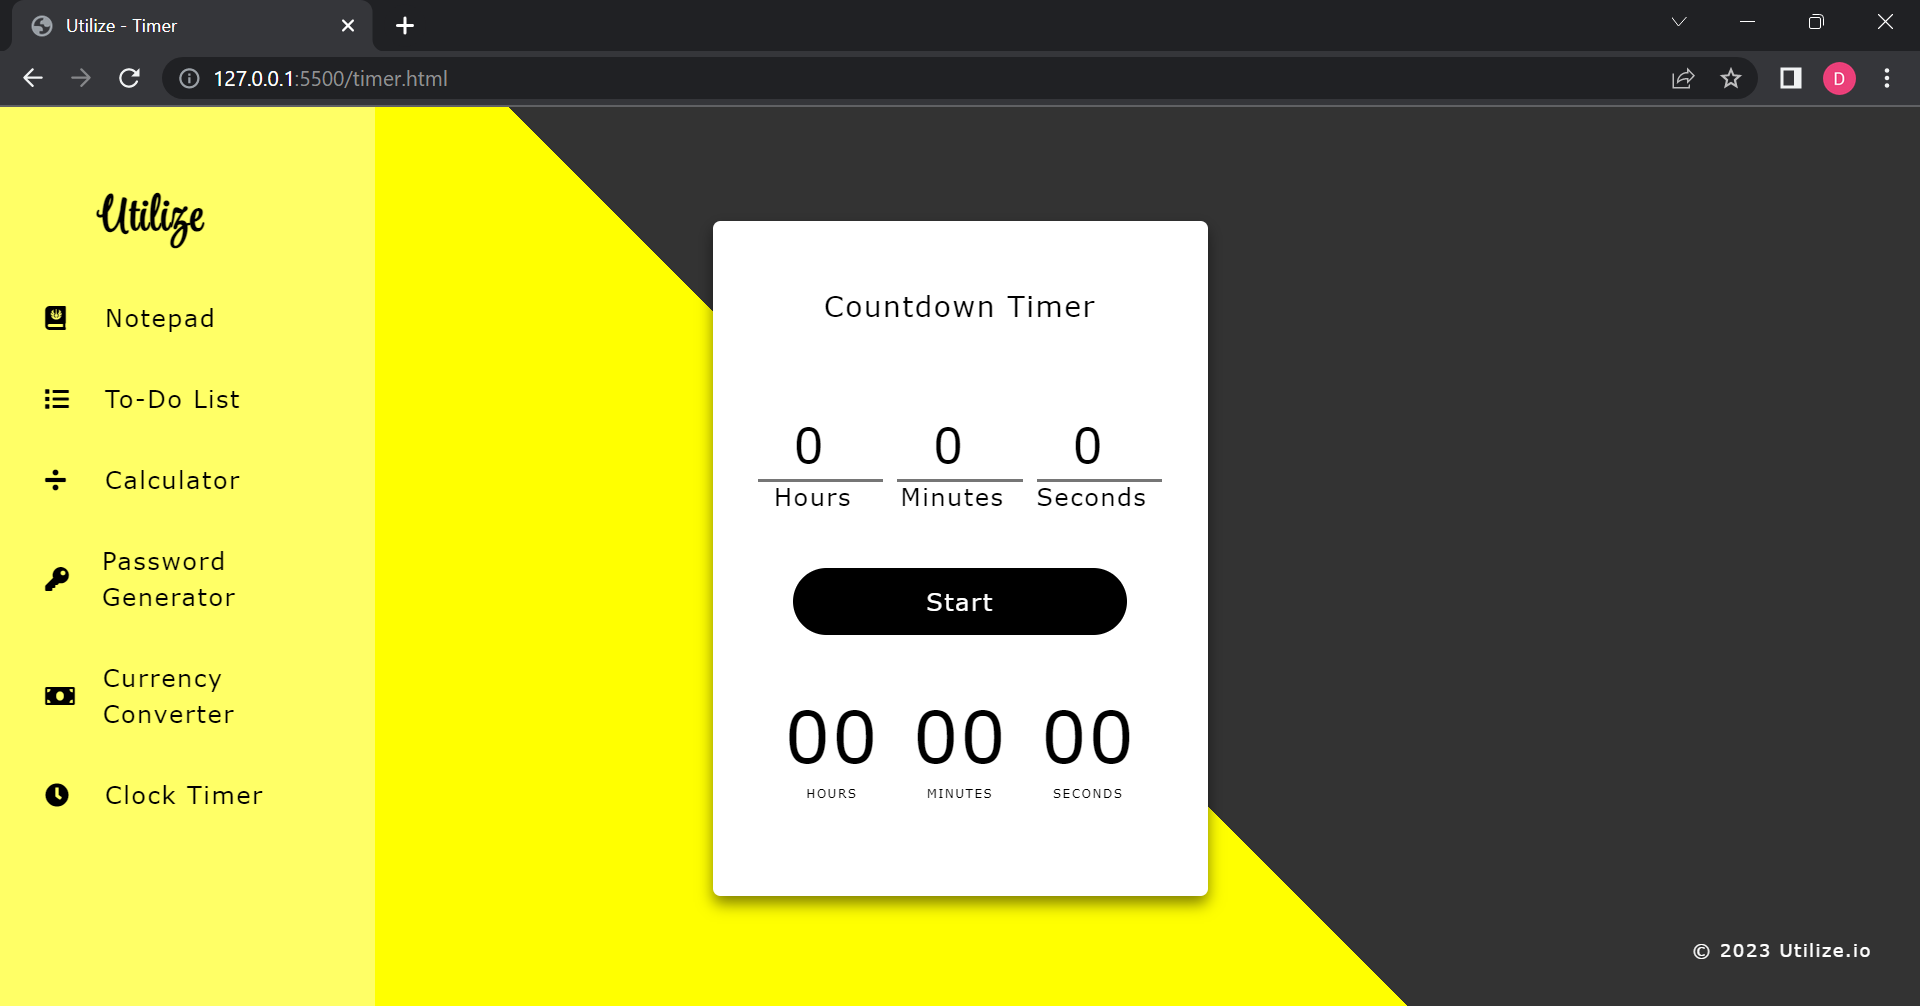 Utilize - Timer
127.0.0.1:5500/timer.html
D
Utilize
Notepad
To-Do List
Calculator
Password
Generator
Currency
Converter
Clock Timer
Countdown Timer
0 0 0
Hours Minutes Seconds
Start
00 00 00
HOURS MINUTES SECONDS
© 2023 Utilize.io